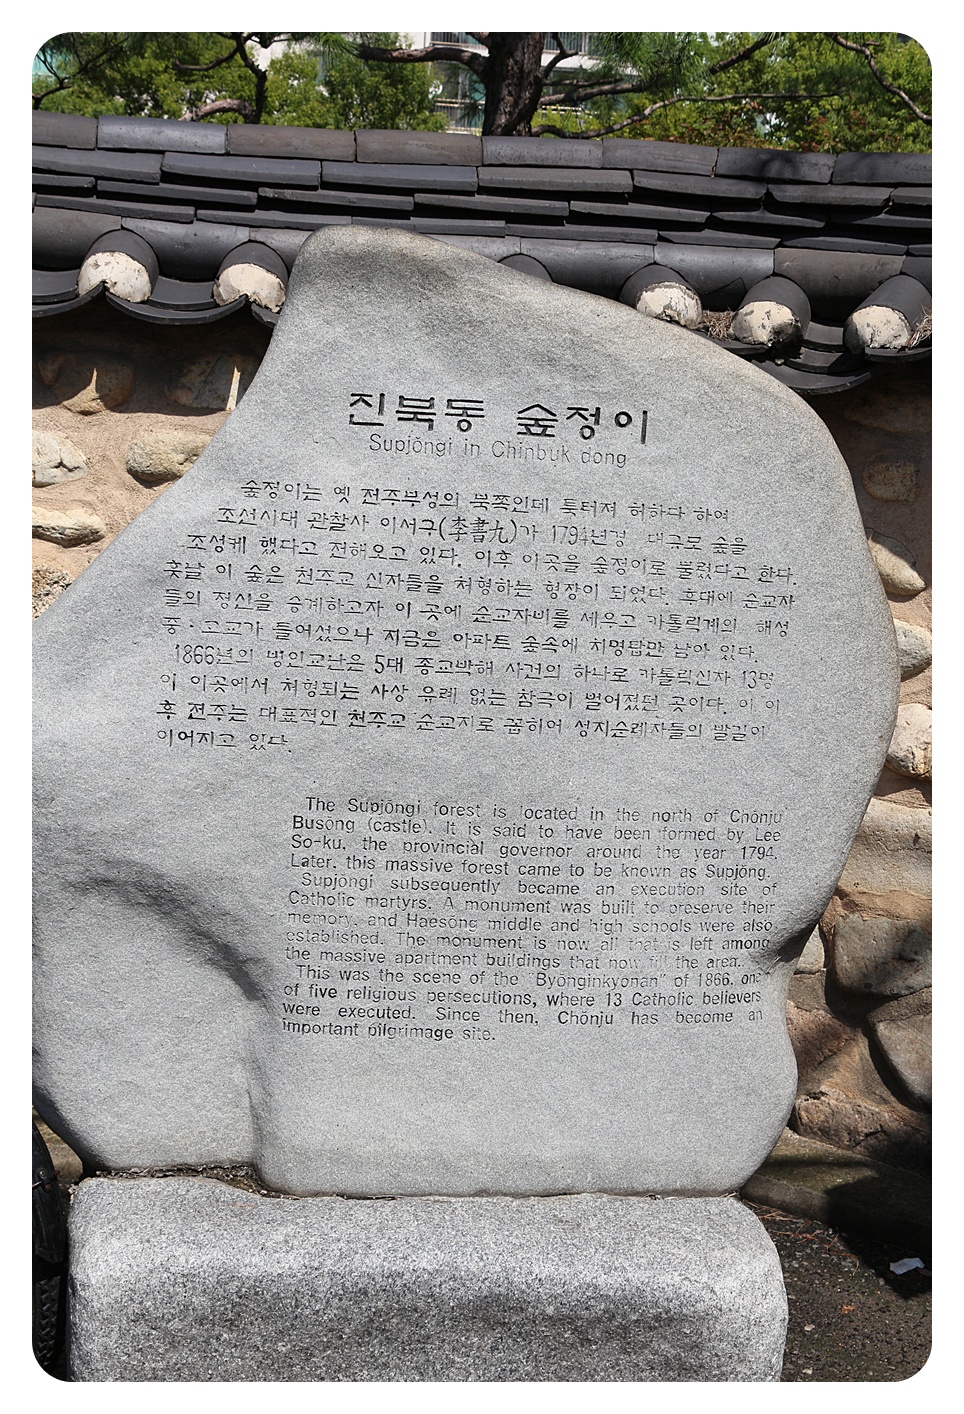 진북동 숲정이
Supjŏngi in Chinbuk dong
숲정이는 옛 전주부성의 북쪽인데 툭터져 허하다 하여
조선시대 관찰사 이서구(李書九)가 1794년경 대규모 숲을
조성케 했다고 전해오고 있다. 이후 이곳을 숲정이로 불렀다고 한다.
훗날 이 숲은 천주교 신자들을 처형하는 형장이 되었다. 후대에 순교자
들의 정신을 승계하고자 이 곳에 순교자비를 세우고 카톨릭계의 해성
중·고교가 들어섰으나 지금은 아파트 숲속에 치명탑만 남아 있다.
1866년의 병인교난은 5대 종교박해 사건의 하나로 카톨릭신자 13명
이 이곳에서 처형되는 사상 유례 없는 참극이 벌어졌던 곳이다. 이 이
후 전주는 대표적인 천주교 순교지로 꼽히어 성지순례자들의 발길이
이어지고 있다.
The Supjŏngi forest is located in the north of Chŏnju
Busŏng (castle). It is said to have been formed by Lee
So-ku, the provincial governor around the year 1794.
Later, this massive forest came to be known as Supjŏng.
Supjŏngi subsequently became an execution site of
Catholic martyrs. A monument was built to preserve their
memory, and Haesŏng middle and high schools were also
established. The monument is now all that is left among
the massive apartment buildings that now fill the area.
This was the scene of the "Byŏnginkyonan" of 1866, one
of five religious persecutions, where 13 Catholic believers
were executed. Since then, Chŏnju has become an
important pilgrimage site.